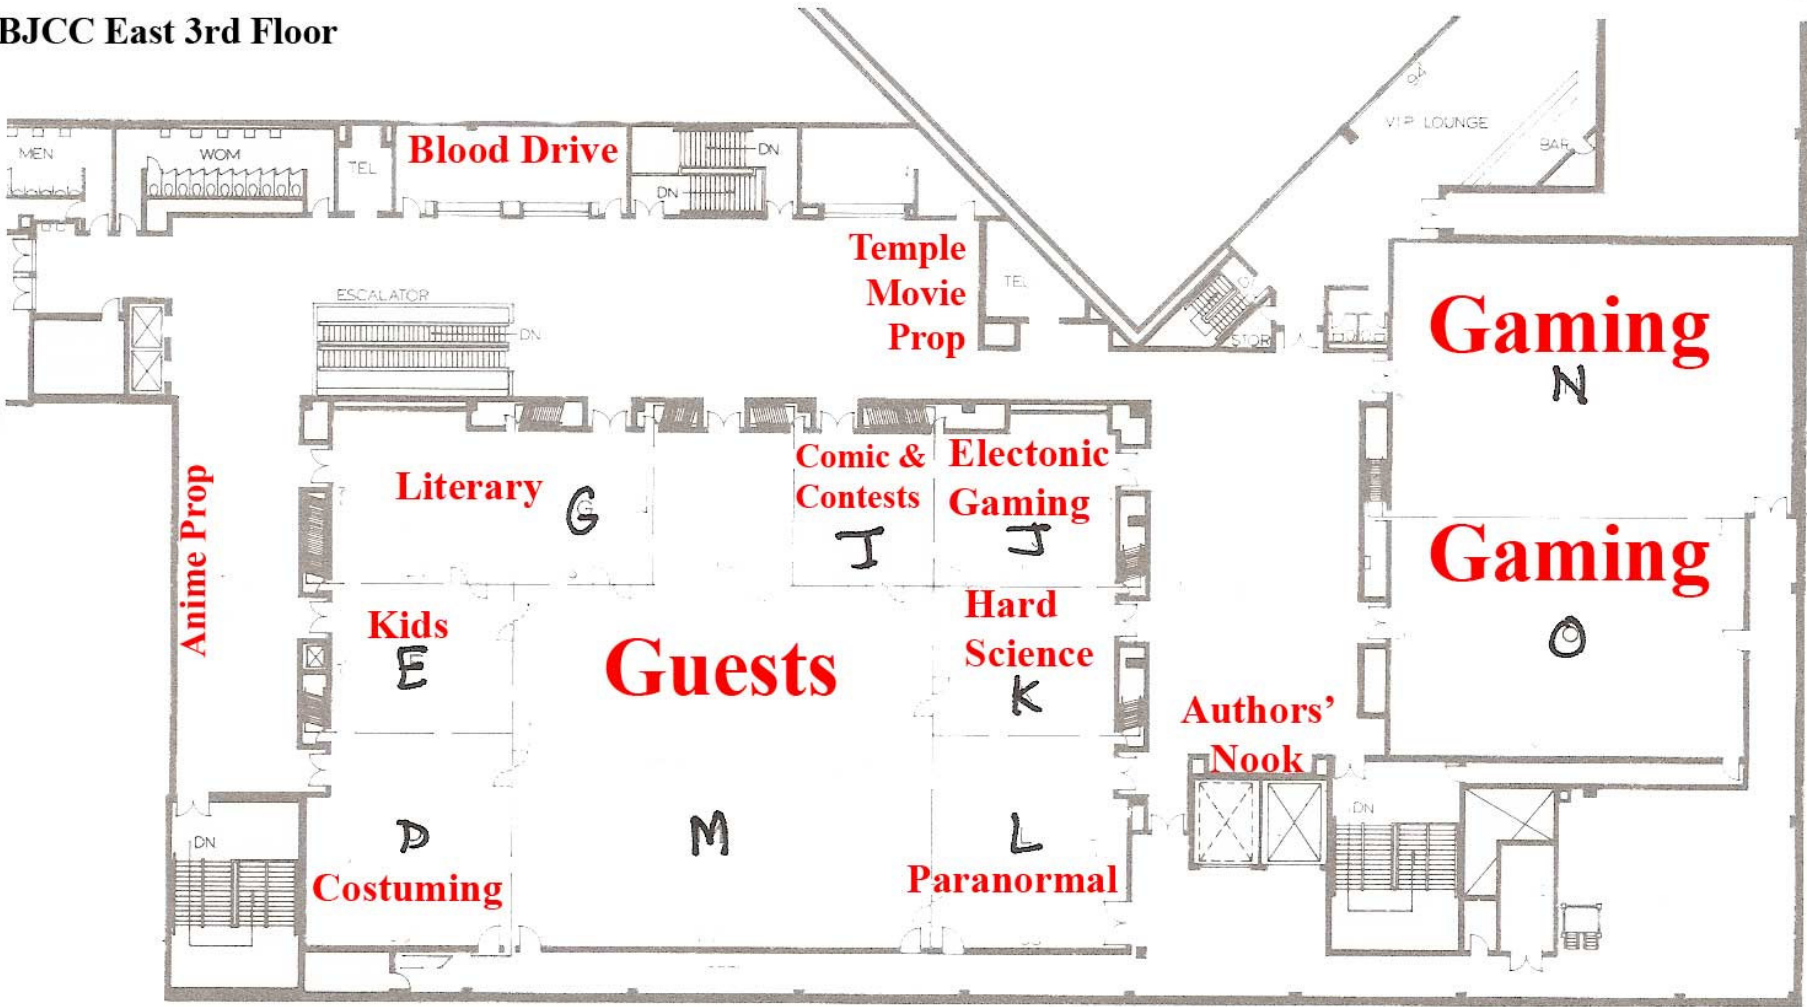 BJCC East 3rd Floor
MEN
WOM
TEL
Blood Drive
DN
DN
VIP LOUNGE
BAR
94
Temple
Movie
Prop
TEL
ESCALATOR
DN
STOR
Gaming
N
Literary
G
Comic &
Contests
I
Electonic
Gaming
J
Anime Prop
Gaming
O
Kids
E
Guests
Hard
Science
K
Authors’
Nook
D
Costuming
M
L
Paranormal
DN
DN